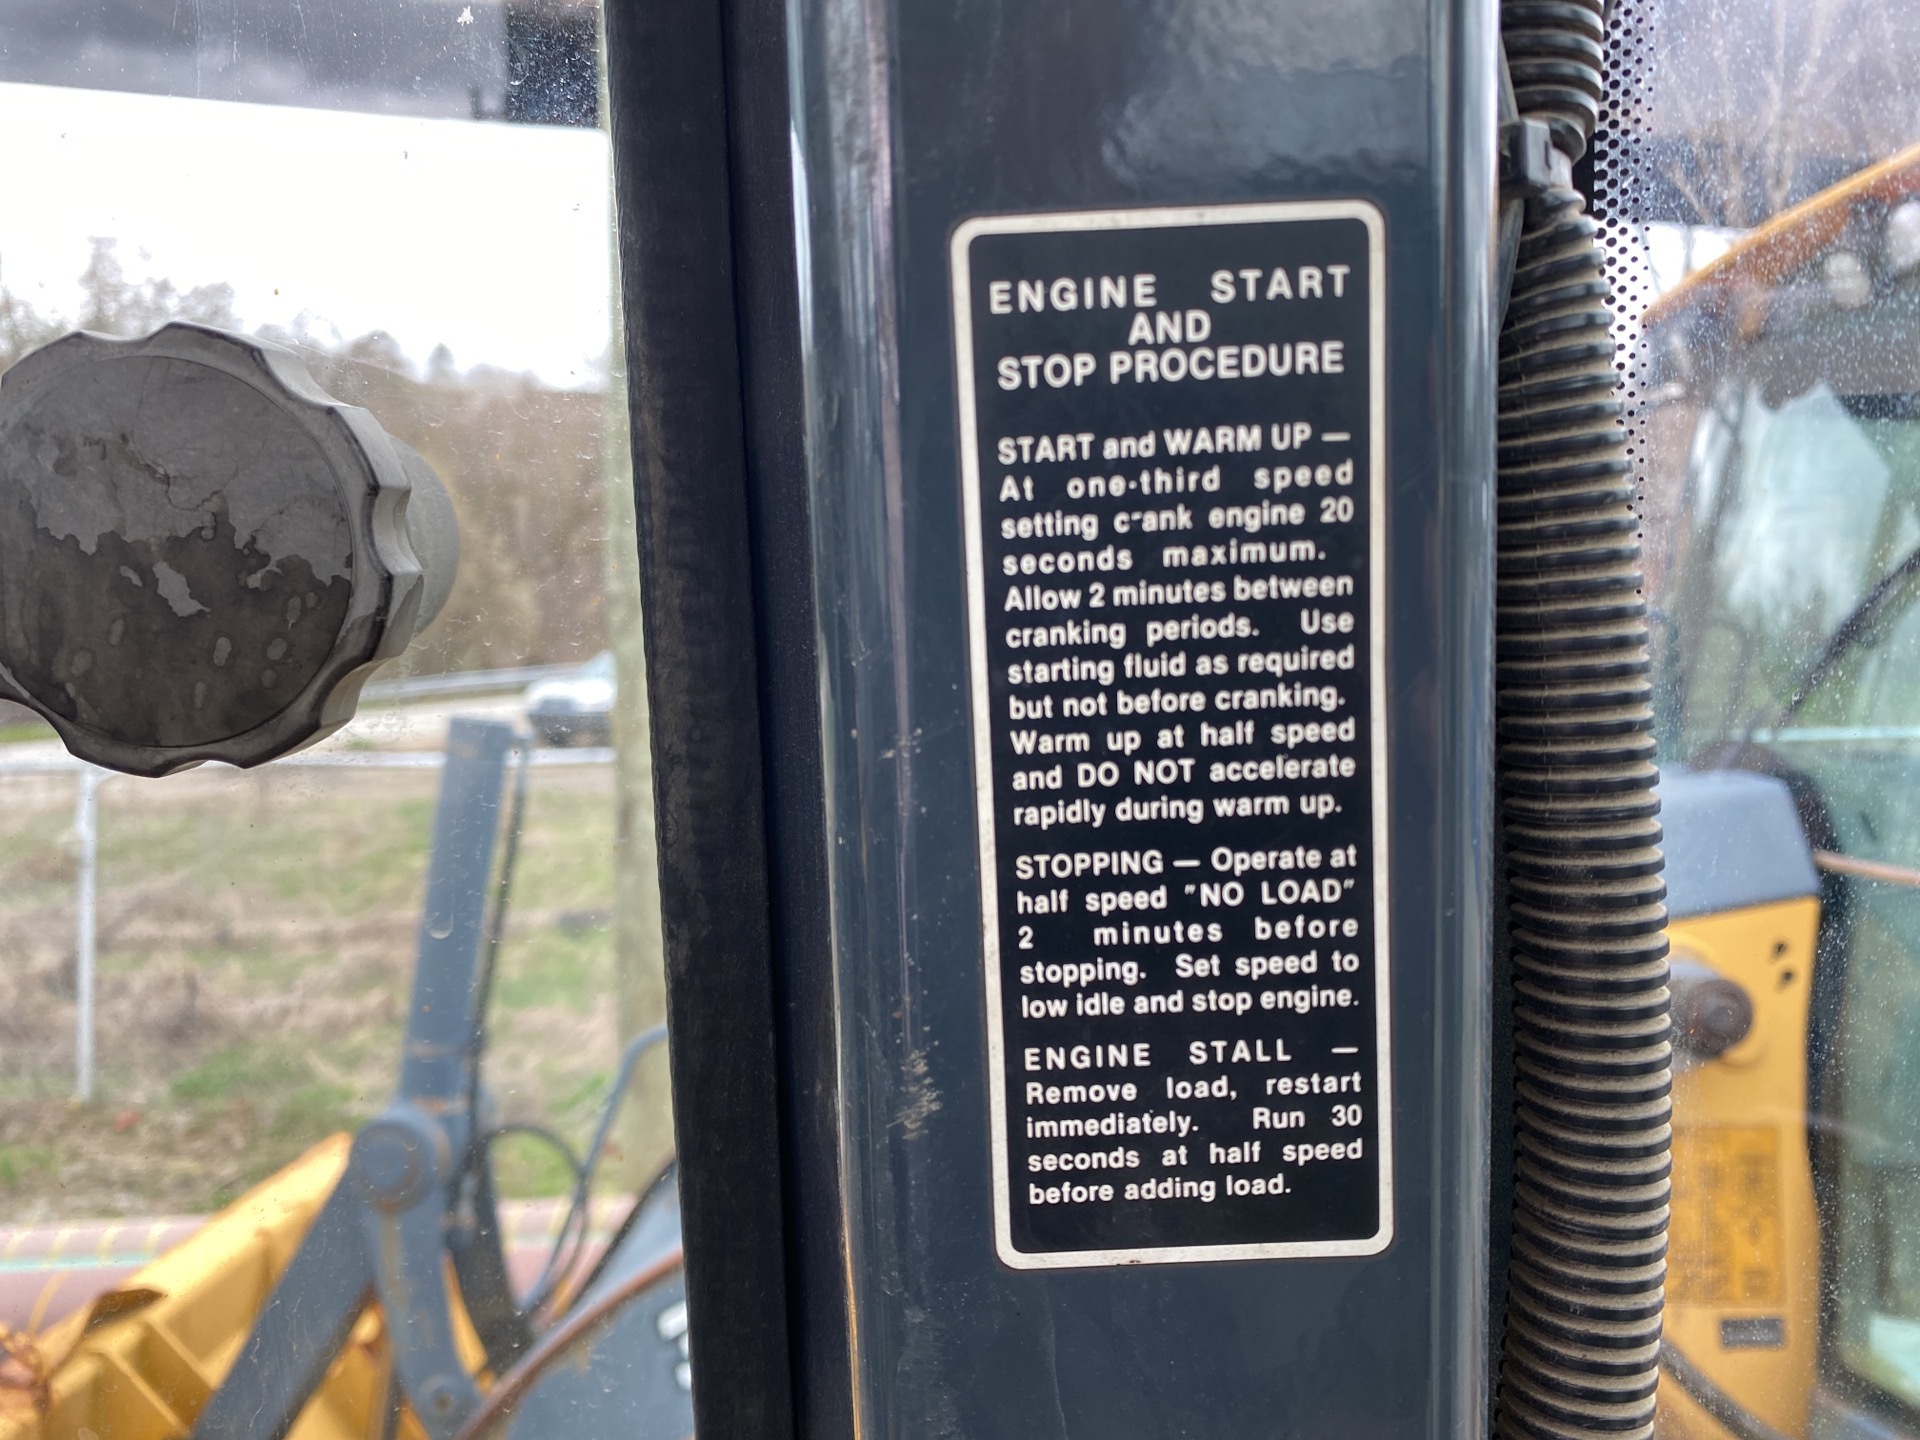 ENGINE START
AND
STOP PROCEDURE
START and WARM UP —
At one-third speed
setting crank engine 20
seconds maximum.
Allow 2 minutes between
cranking periods. Use
starting fluid as required
but not before cranking.
Warm up at half speed
and DO NOT accelerate
rapidly during warm up.
STOPPING — Operate at
half speed "NO LOAD"
2 minutes before
stopping. Set speed to
low idle and stop engine.
ENGINE STALL —
Remove load, restart
immediately. Run 30
seconds at half speed
before adding load.